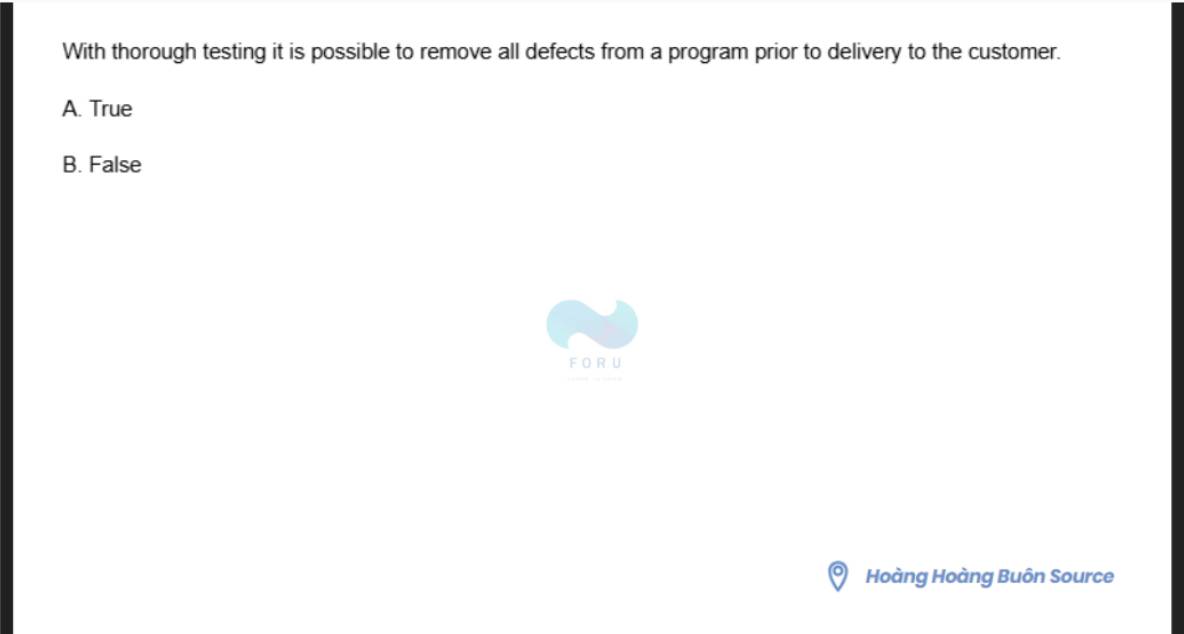 With thorough testing it is possible to remove all defects from a program prior to delivery to the customer.
A. True
B. False
FORU
Hoàng Hoàng Buôn Source